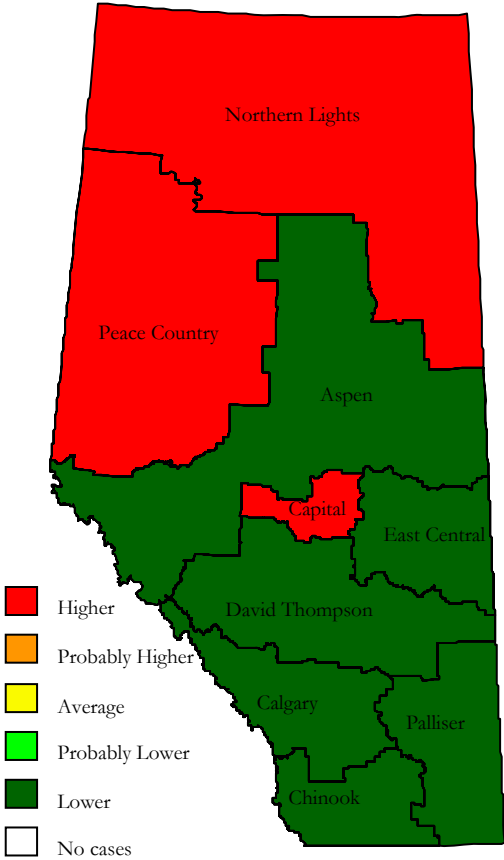 Northern Lights
Peace Country
Aspen
Capital
East Central
David Thompson
Calgary
Palliser
Chinook
Higher
Probably Higher
Average
Probably Lower
Lower
No cases